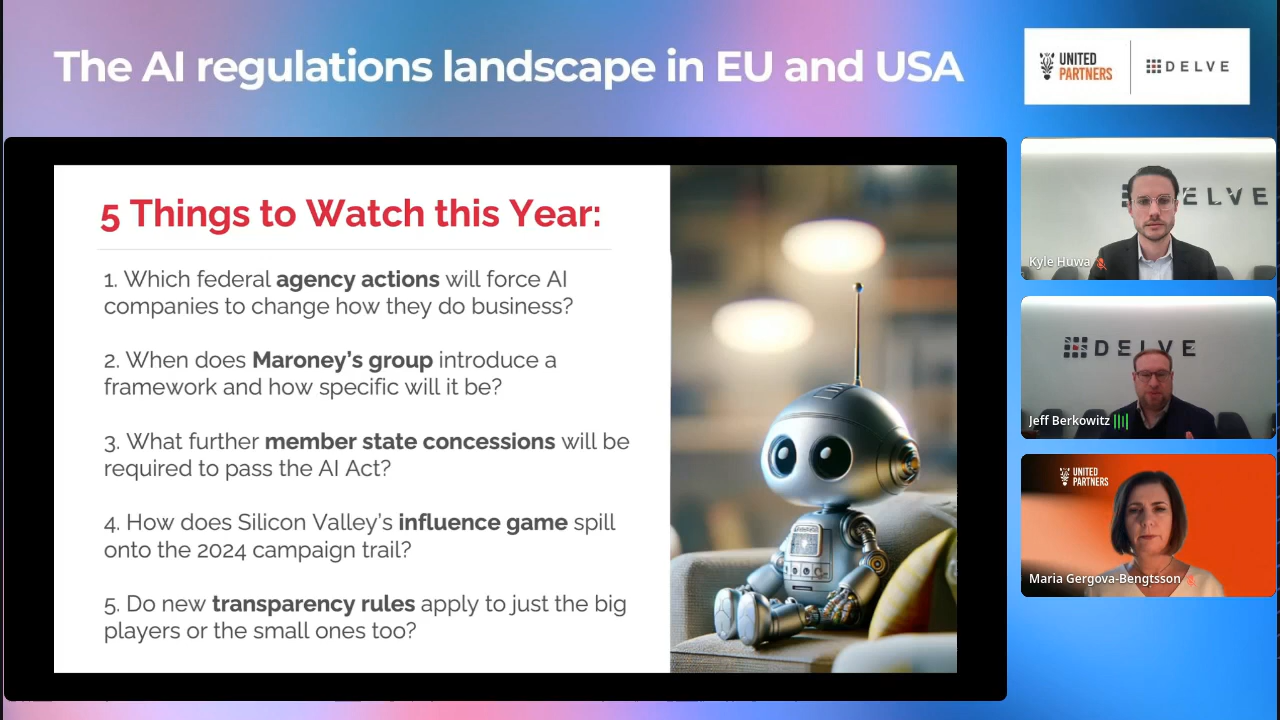 The AI regulations landscape in EU and USA
UNITED
PARTNERS
DELVE
5 Things to Watch this Year:
1. Which federal agency actions will force AI
companies to change how they do business?
2. When does Maroney’s group introduce a
framework and how specific will it be?
3. What further member state concessions will be
required to pass the AI Act?
4. How does Silicon Valley's influence game spill
onto the 2024 campaign trail?
5. Do new transparency rules apply to just the big
players or the small ones too?
DELVE
Kyle Huwa
DELVE
Jeff Berkowitz
UNITED
PARTNERS
Maria Gergova-Bengtsson